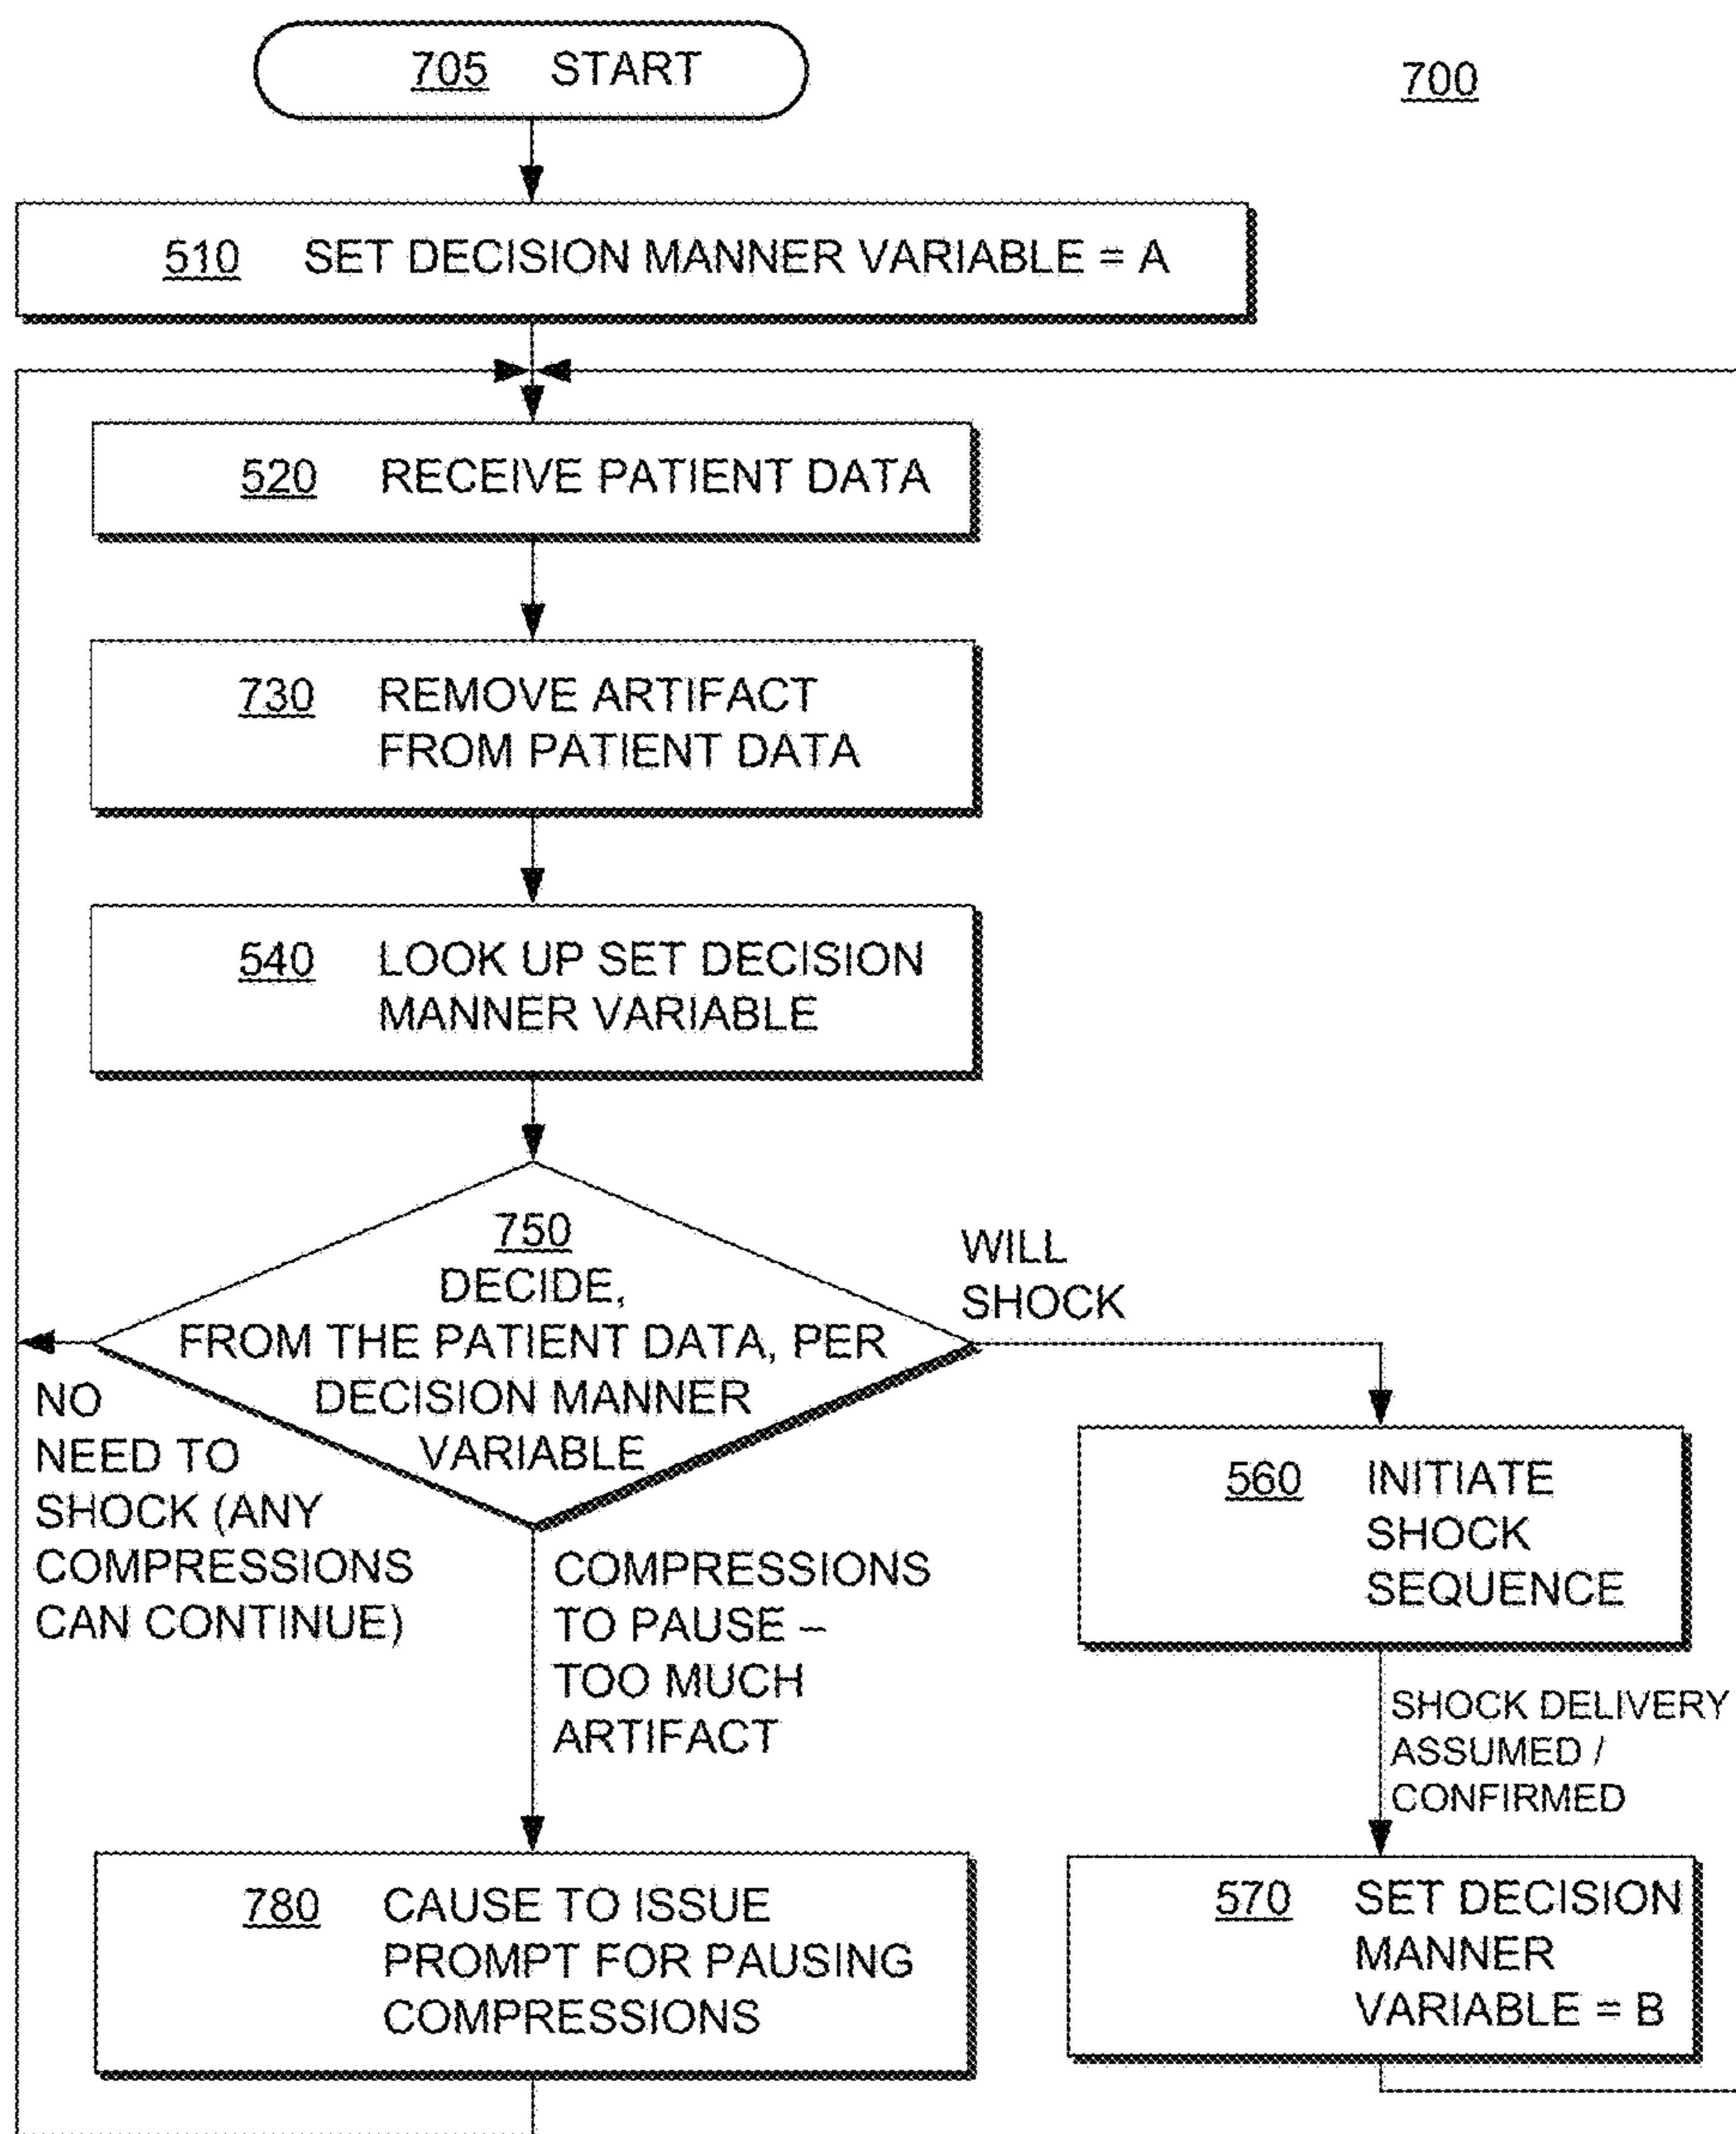 705 START
700
510 SET DECISION MANNER VARIABLE = A
520 RECEIVE PATIENT DATA
730 REMOVE ARTIFACT
FROM PATIENT DATA
540 LOOK UP SET DECISION
MANNER VARIABLE
750
DECIDE,
FROM THE PATIENT DATA, PER
DECISION MANNER
VARIABLE
WILL
SHOCK
NO
NEED TO
SHOCK (ANY
COMPRESSIONS
CAN CONTINUE)
COMPRESSIONS
TO PAUSE –
TOO MUCH
ARTIFACT
560 INITIATE
SHOCK
SEQUENCE
SHOCK DELIVERY
ASSUMED /
CONFIRMED
780 CAUSE TO ISSUE
PROMPT FOR PAUSING
COMPRESSIONS
570 SET DECISION
MANNER
VARIABLE = B